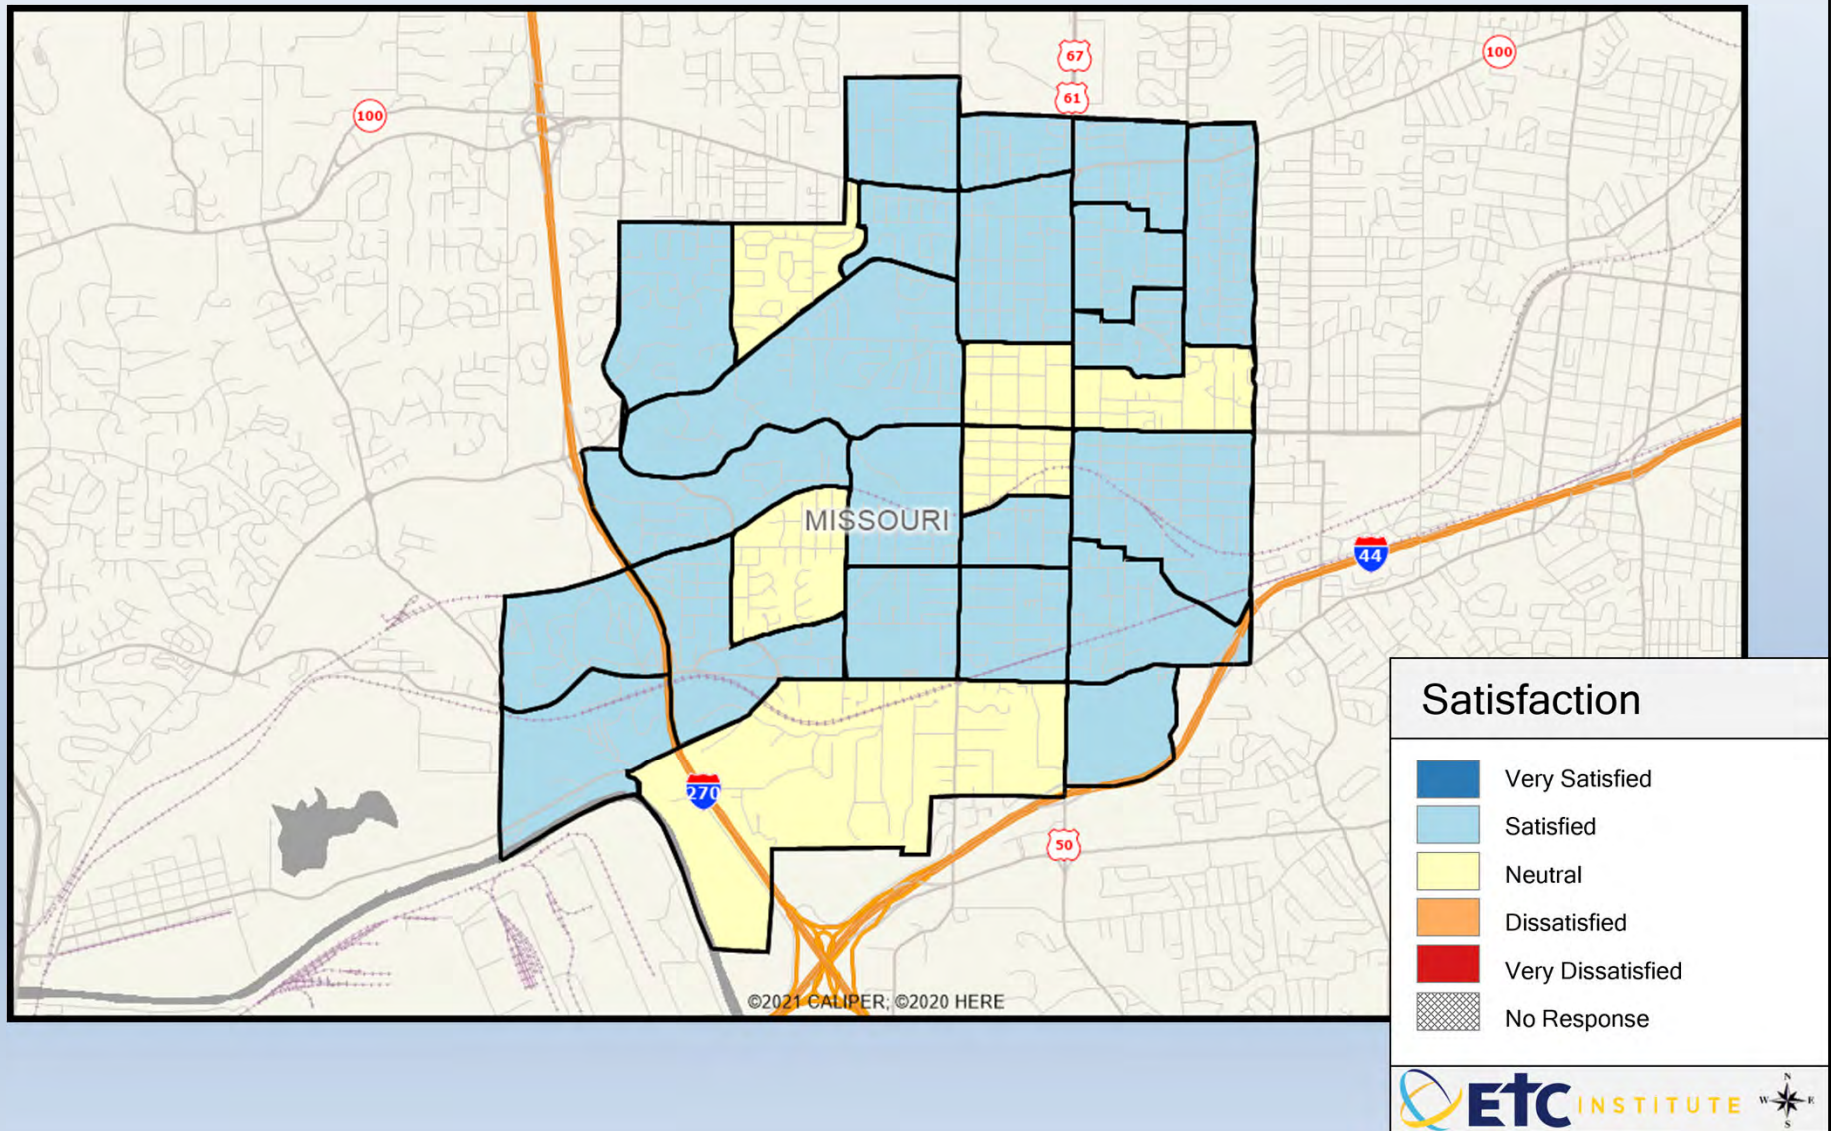 67
100
61
100
MISSOURI
44
270
50
©2021 CALIPER; ©2020 HERE
Satisfaction
Very Satisfied
Satisfied
Neutral
Dissatisfied
Very Dissatisfied
No Response
ETC INSTITUTE
N
W E
S